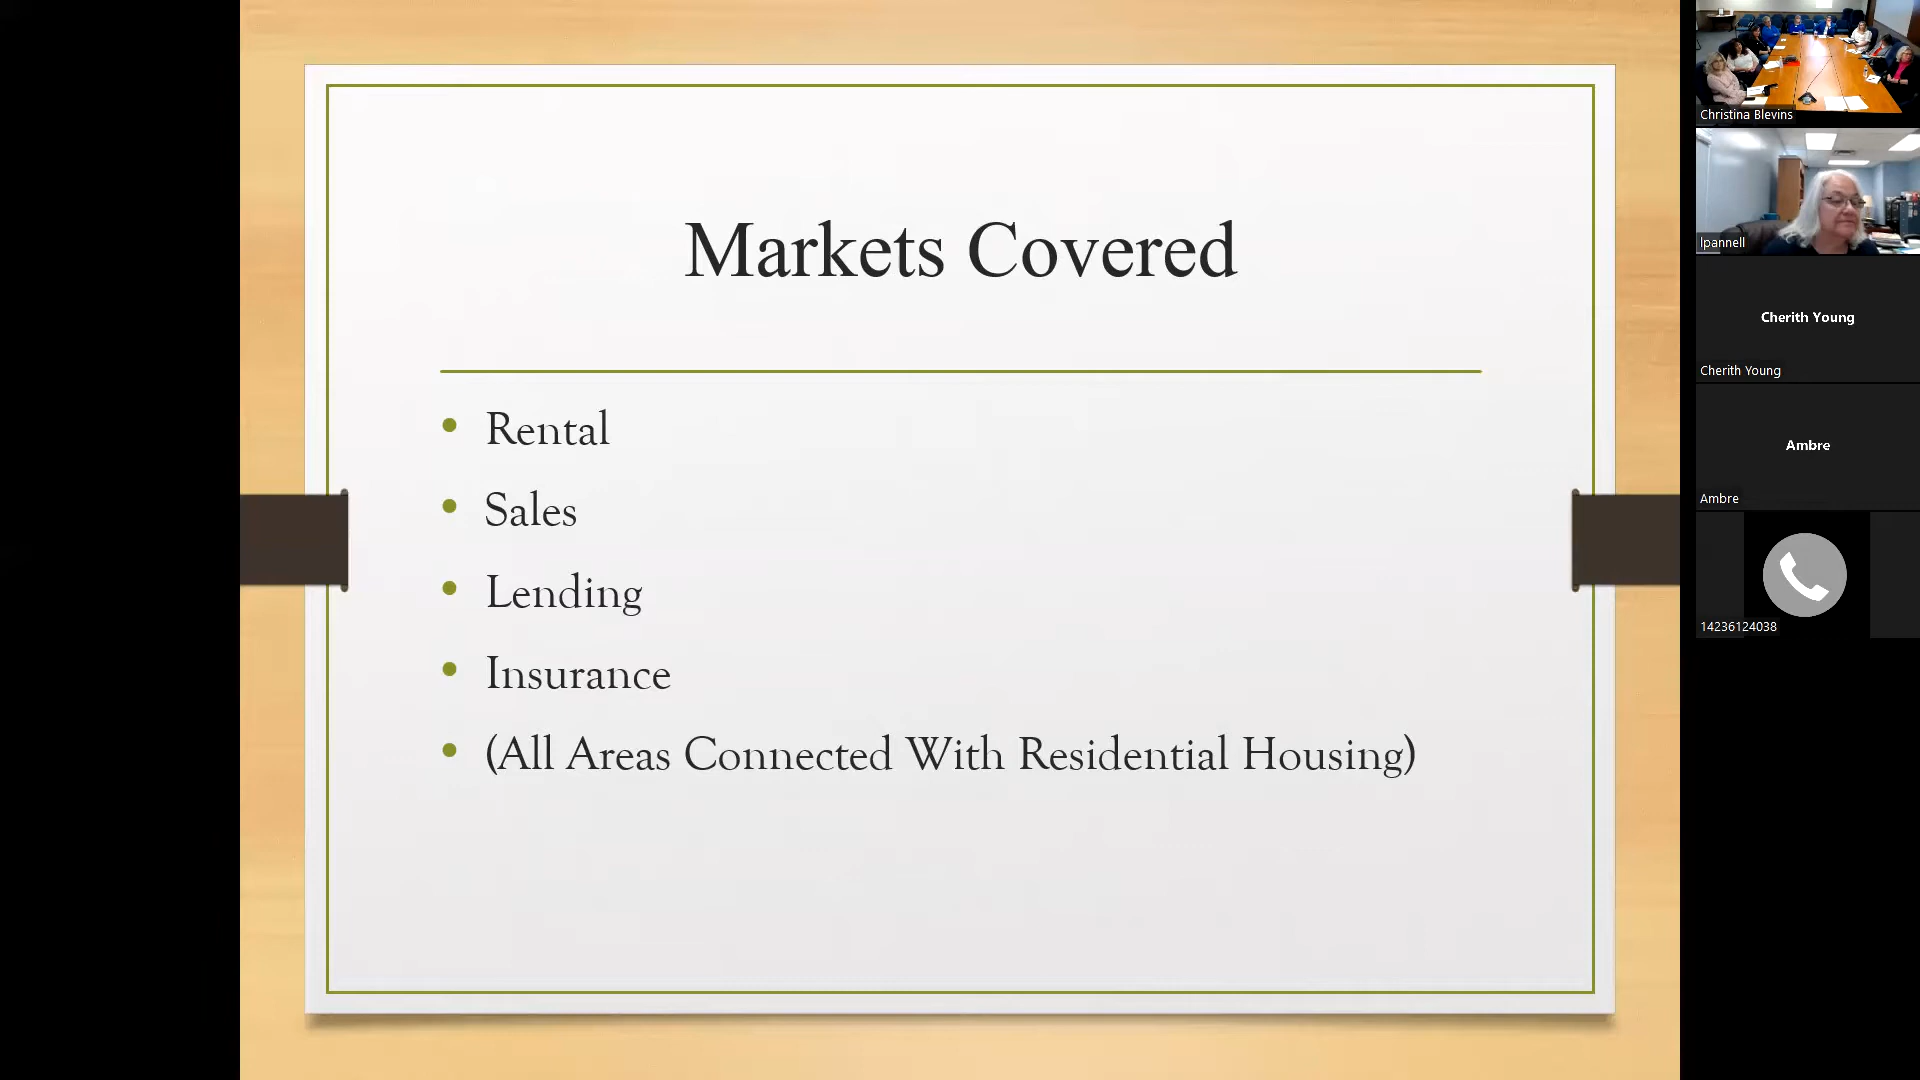 Markets Covered
• Rental
• Sales
• Lending
• Insurance
• (All Areas Connected With Residential Housing)
Christina Blevins
lpannell
Cherith Young
Cherith Young
Ambre
Ambre
14236124038